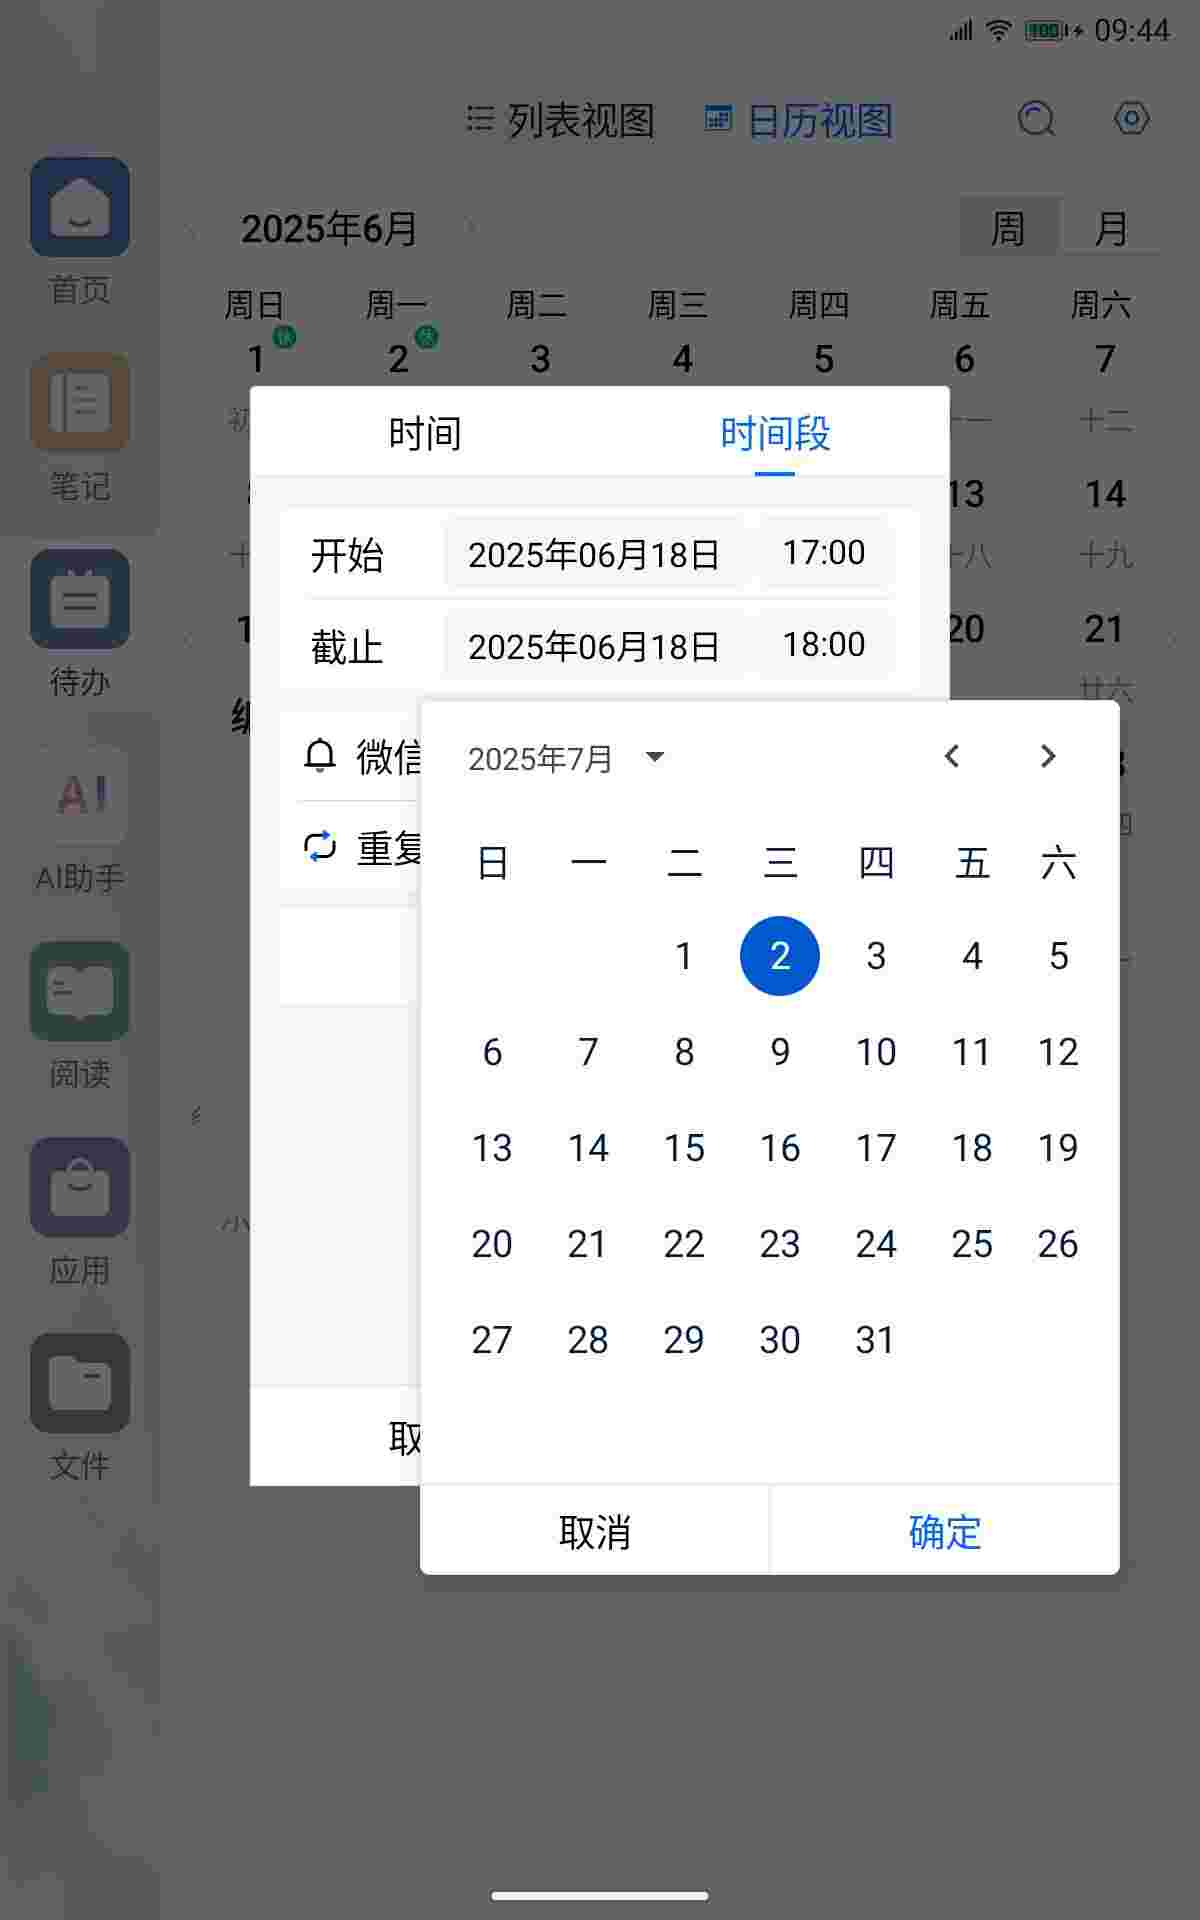 100 09:44
列表视图 日历视图
2025年6月 周 月
周日 周一 周二 周三 周四 周五 周六
休 休
1 2 3 4 5 6 7
初 十一 十二
时间 时间段
13 14
开始 2025年06月18日 17:00
十 十八 十九
截止 2025年06月18日 18:00
1 20 21
廿六
微信
重复
2025年7月
日 一 二 三 四 五 六
1 2 3 4 5
6 7 8 9 10 11 12
13 14 15 16 17 18 19
20 21 22 23 24 25 26
27 28 29 30 31
取
取消 确定
小
首页
笔记
待办
AI
AI助手
阅读
应用
文件